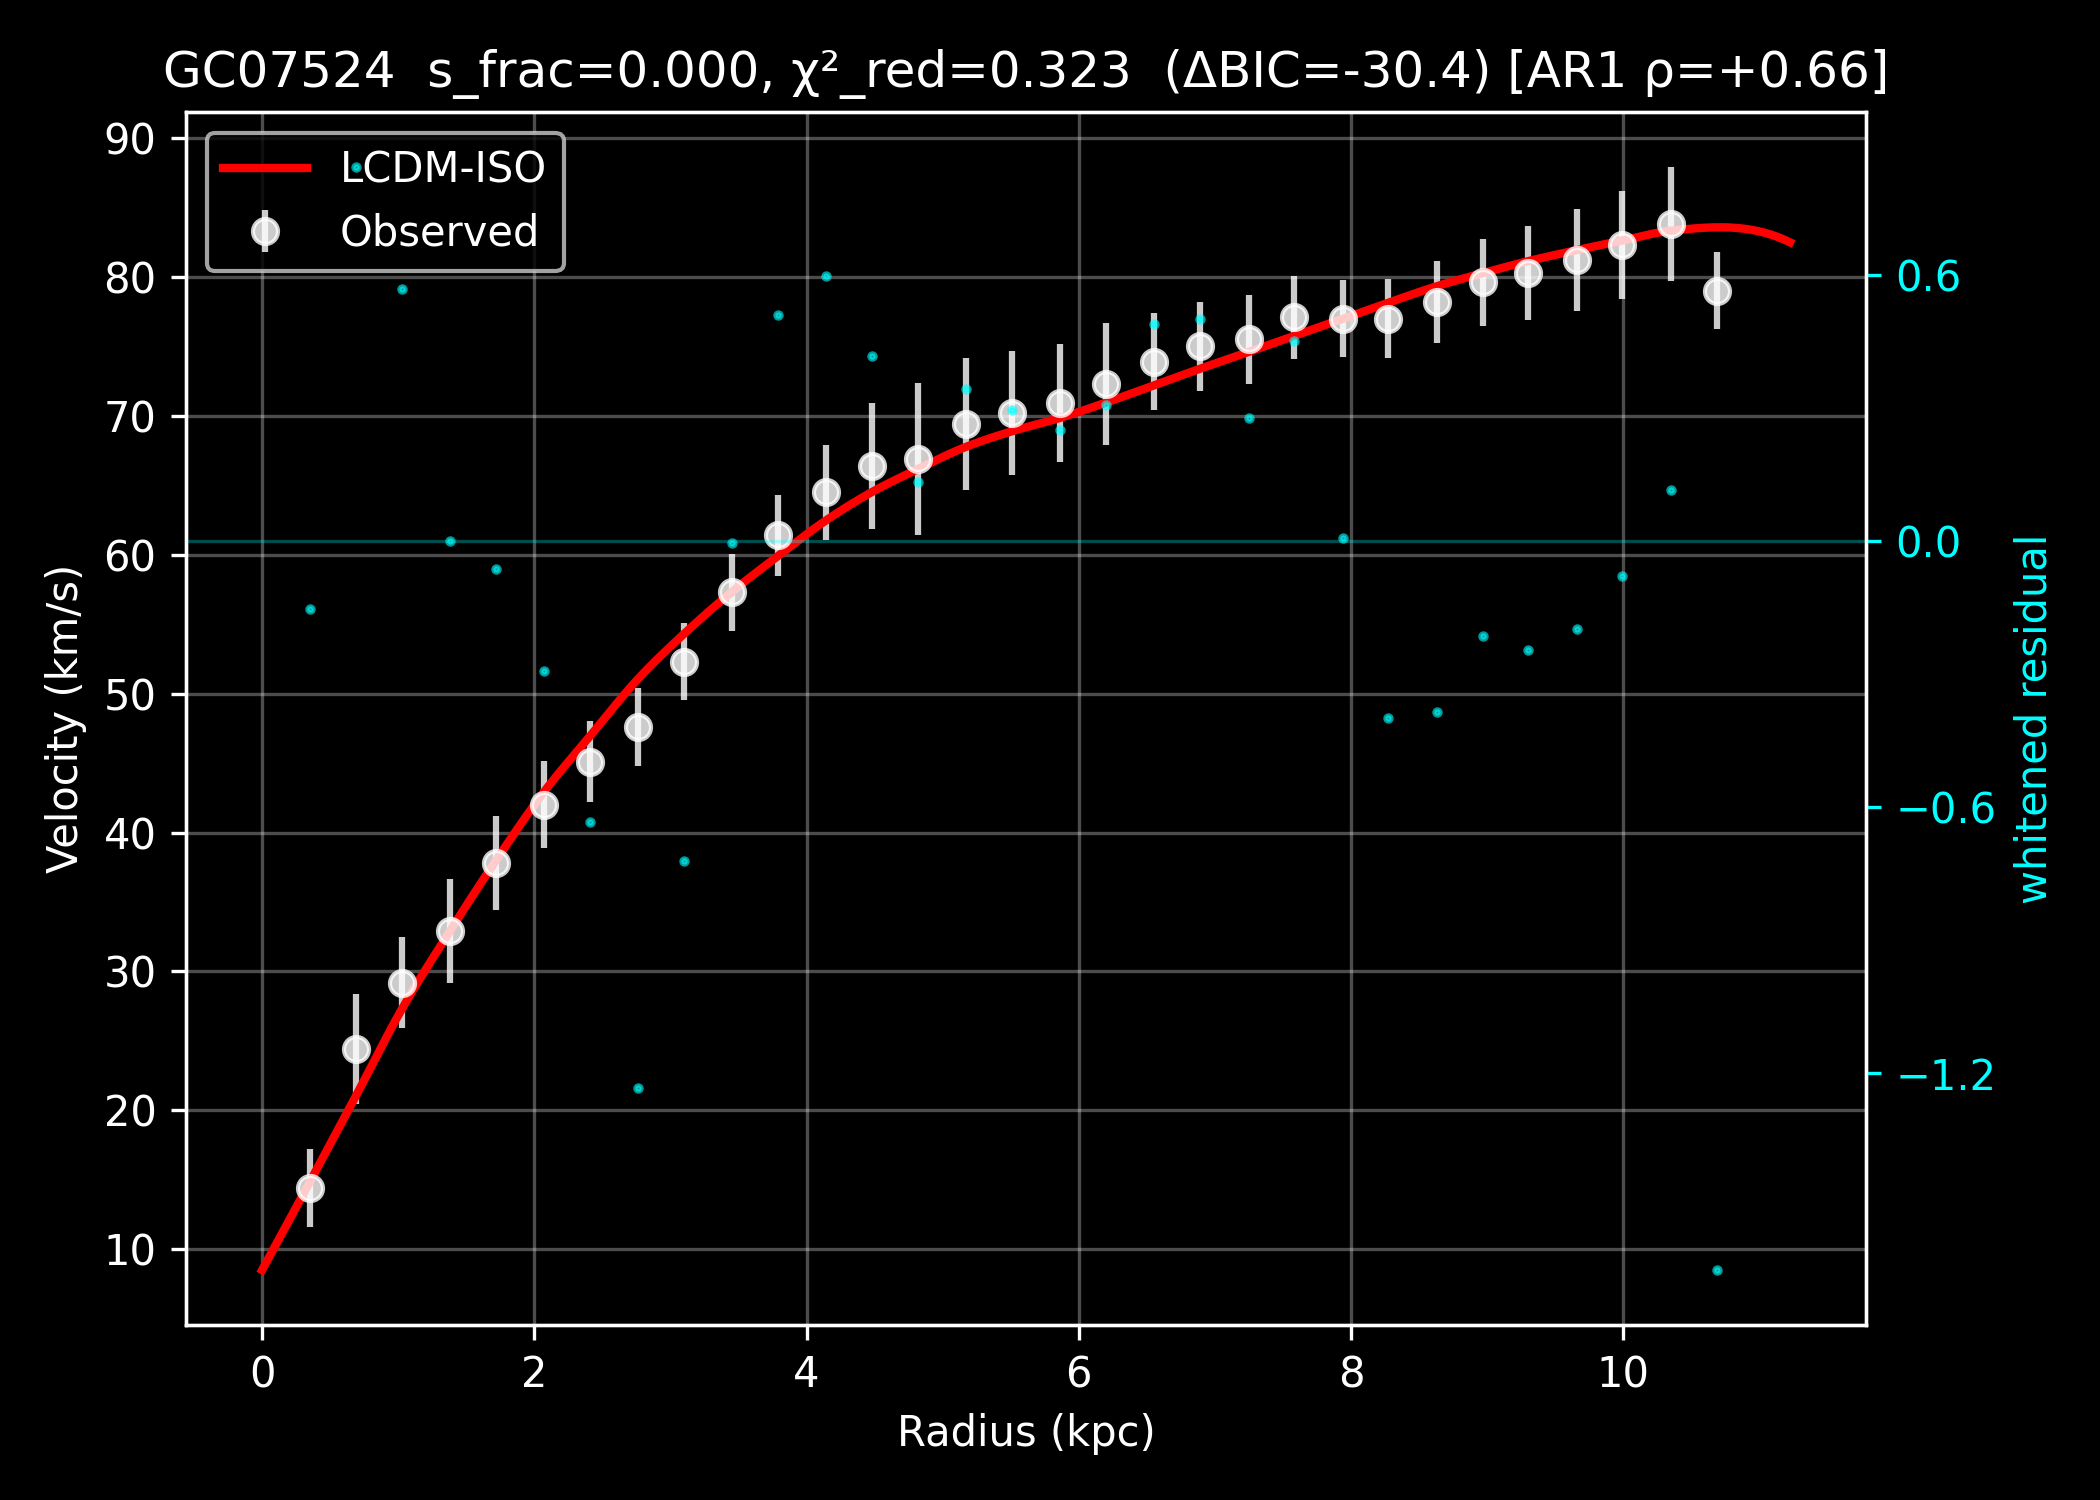 GC07524 s_frac=0.000, χ²_red=0.323 (ΔBIC=-30.4) [AR1 ρ=+0.66]
LCDM-ISO
Observed
90
80
70
60
50
40
30
20
10
Velocity (km/s)
0.6
0.0
−0.6
−1.2
whitened residual
0 2 4 6 8 10
Radius (kpc)